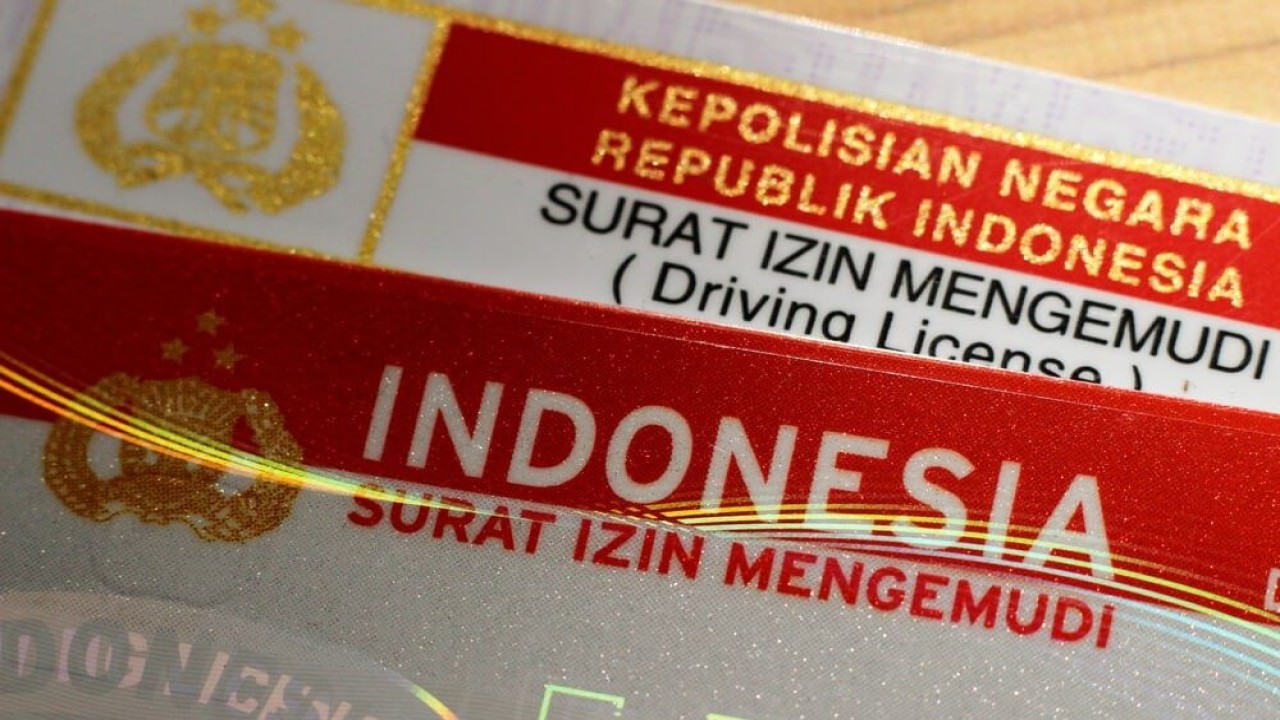 KEPOLISIAN NEGARA
REPUBLIK INDONESIA
SURAT IZIN MENGEMUDI
( Driving License )
INDONESIA
SURAT IZIN MENGEMUDI